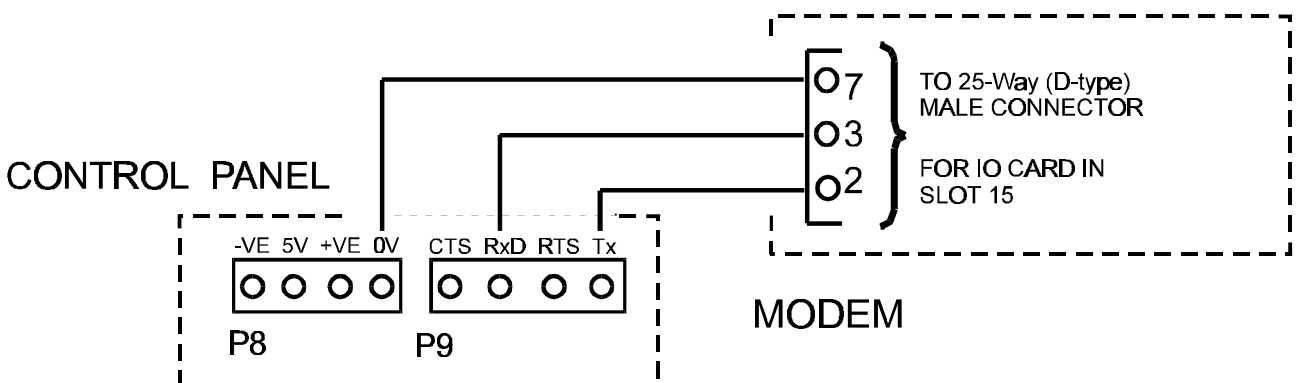 7
TO 25-Way (D-type)
MALE CONNECTOR
3
FOR IO CARD IN
SLOT 15
2
CONTROL PANEL
-VE 5V +VE 0V
CTS RxD RTS Tx
P8
P9
MODEM